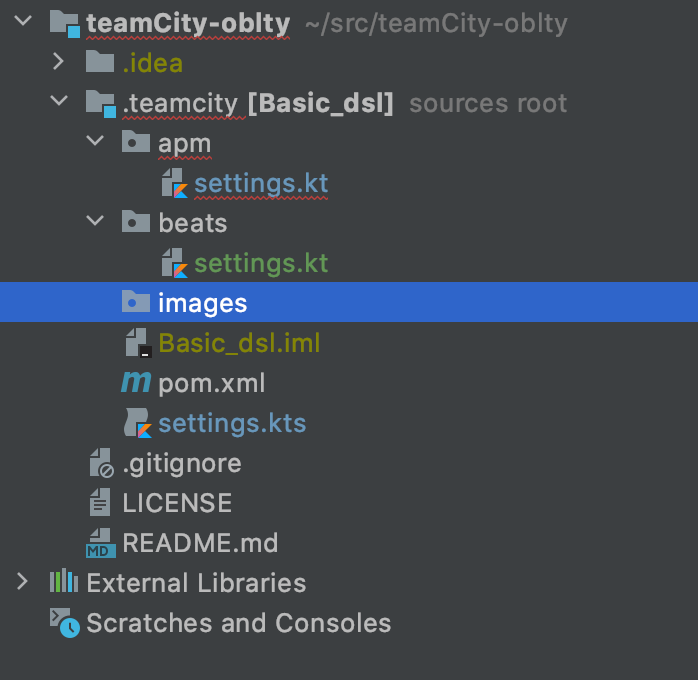 teamCity-oblty ~/src/teamCity-oblty
.idea
.teamcity [Basic_dsl] sources root
apm
settings.kt
beats
settings.kt
images
Basic_dsl.iml
m pom.xml
settings.kts
.gitignore
LICENSE
MD README.md
External Libraries
Scratches and Consoles